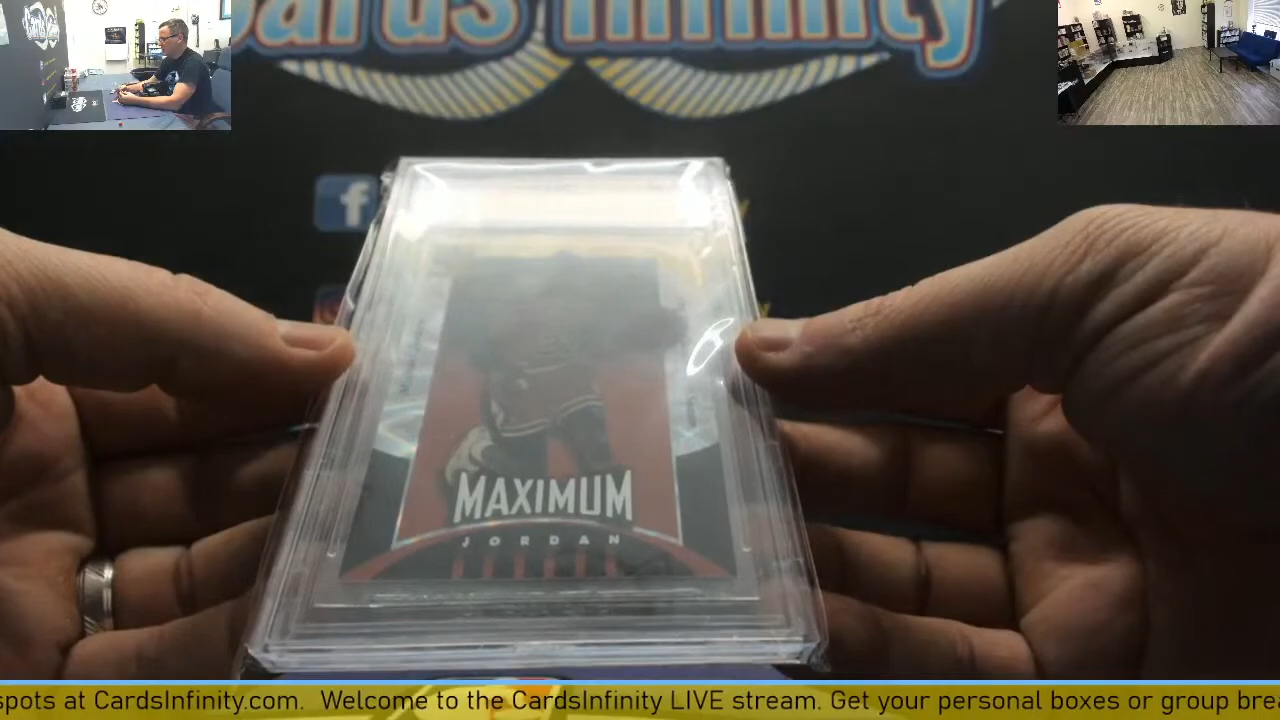 Cards Infinity
f
MAXIMUM
JORDAN
spots at CardsInfinity.com. Welcome to the CardsInfinity LIVE stream. Get your personal boxes or group brea